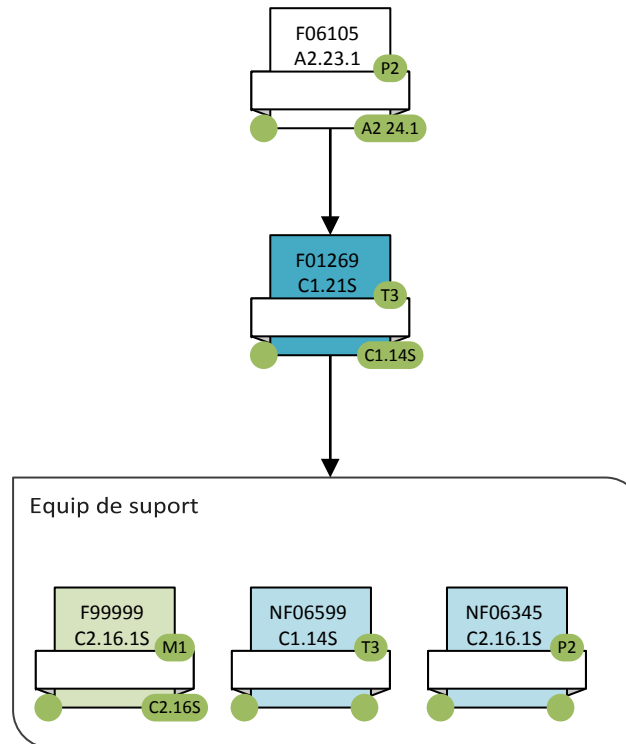 F06105
A2.23.1
P2
A2 24.1
F01269
C1.21S
T3
C1.14S
Equip de suport
F99999
C2.16.1S
M1
C2.16S
NF06599
C1.14S
T3
NF06345
C2.16.1S
P2